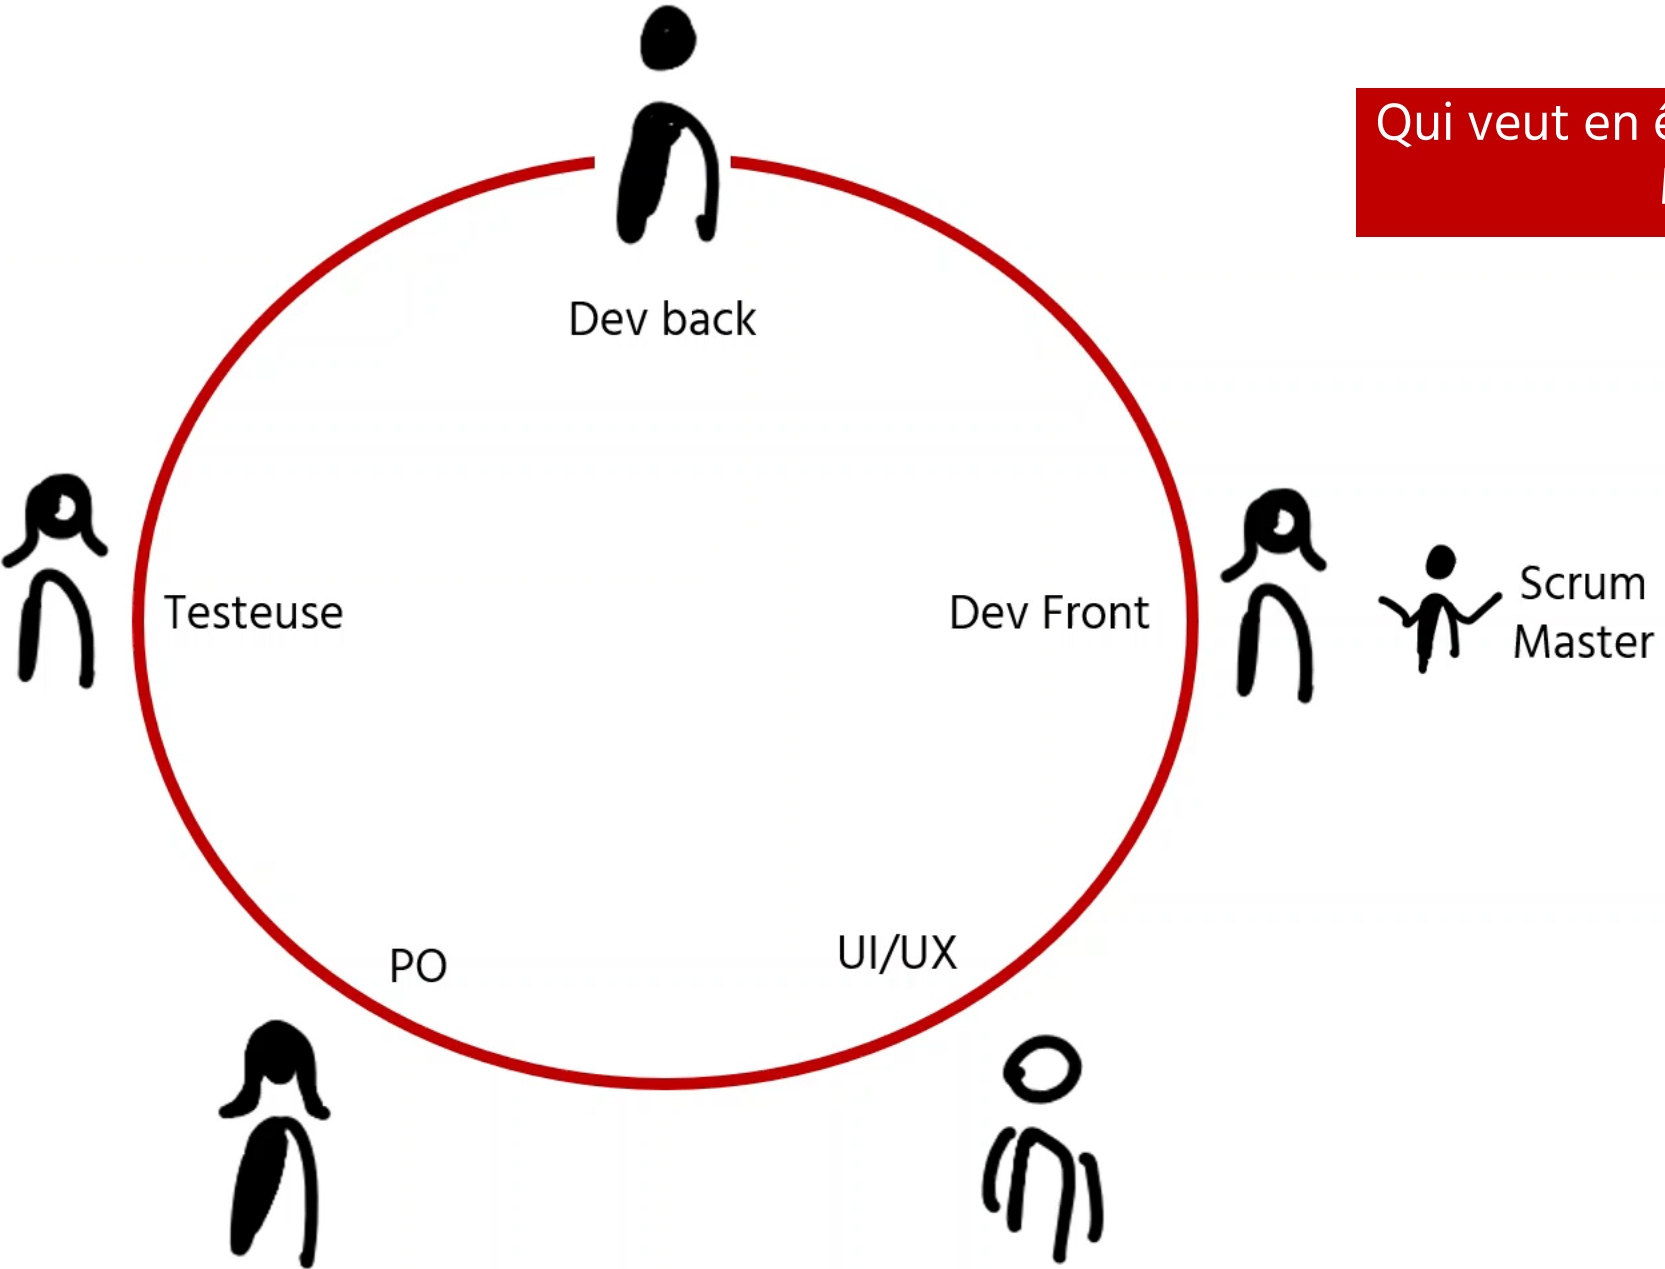 Qui veut en
Dev back
Testeuse
Dev Front
Scrum
Master
PO
UI/UX